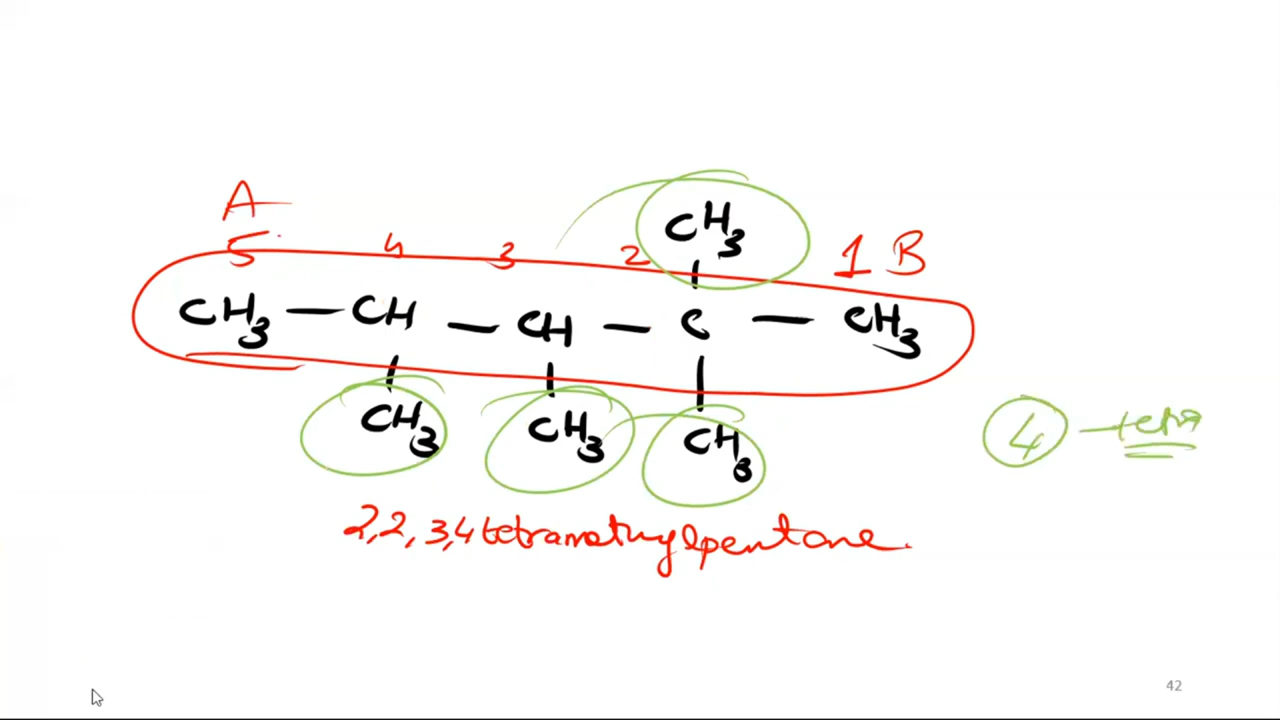 A
CH3
5 4 3 2 1 B
CH3 — CH — CH — C — CH3
CH3 CH3 CH3
4 — tetra
2,2,3,4 tetramethylpentane.
42